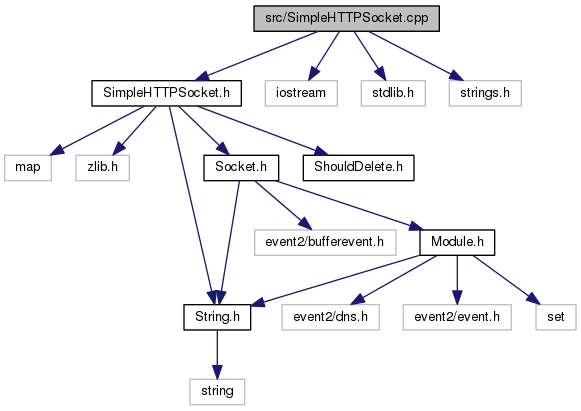 src/SimpleHTTPSocket.cpp
SimpleHTTPSocket.h
iostream
stdlib.h
strings.h
map
zlib.h
Socket.h
ShouldDelete.h
event2/bufferevent.h
Module.h
String.h
event2/dns.h
event2/event.h
set
string